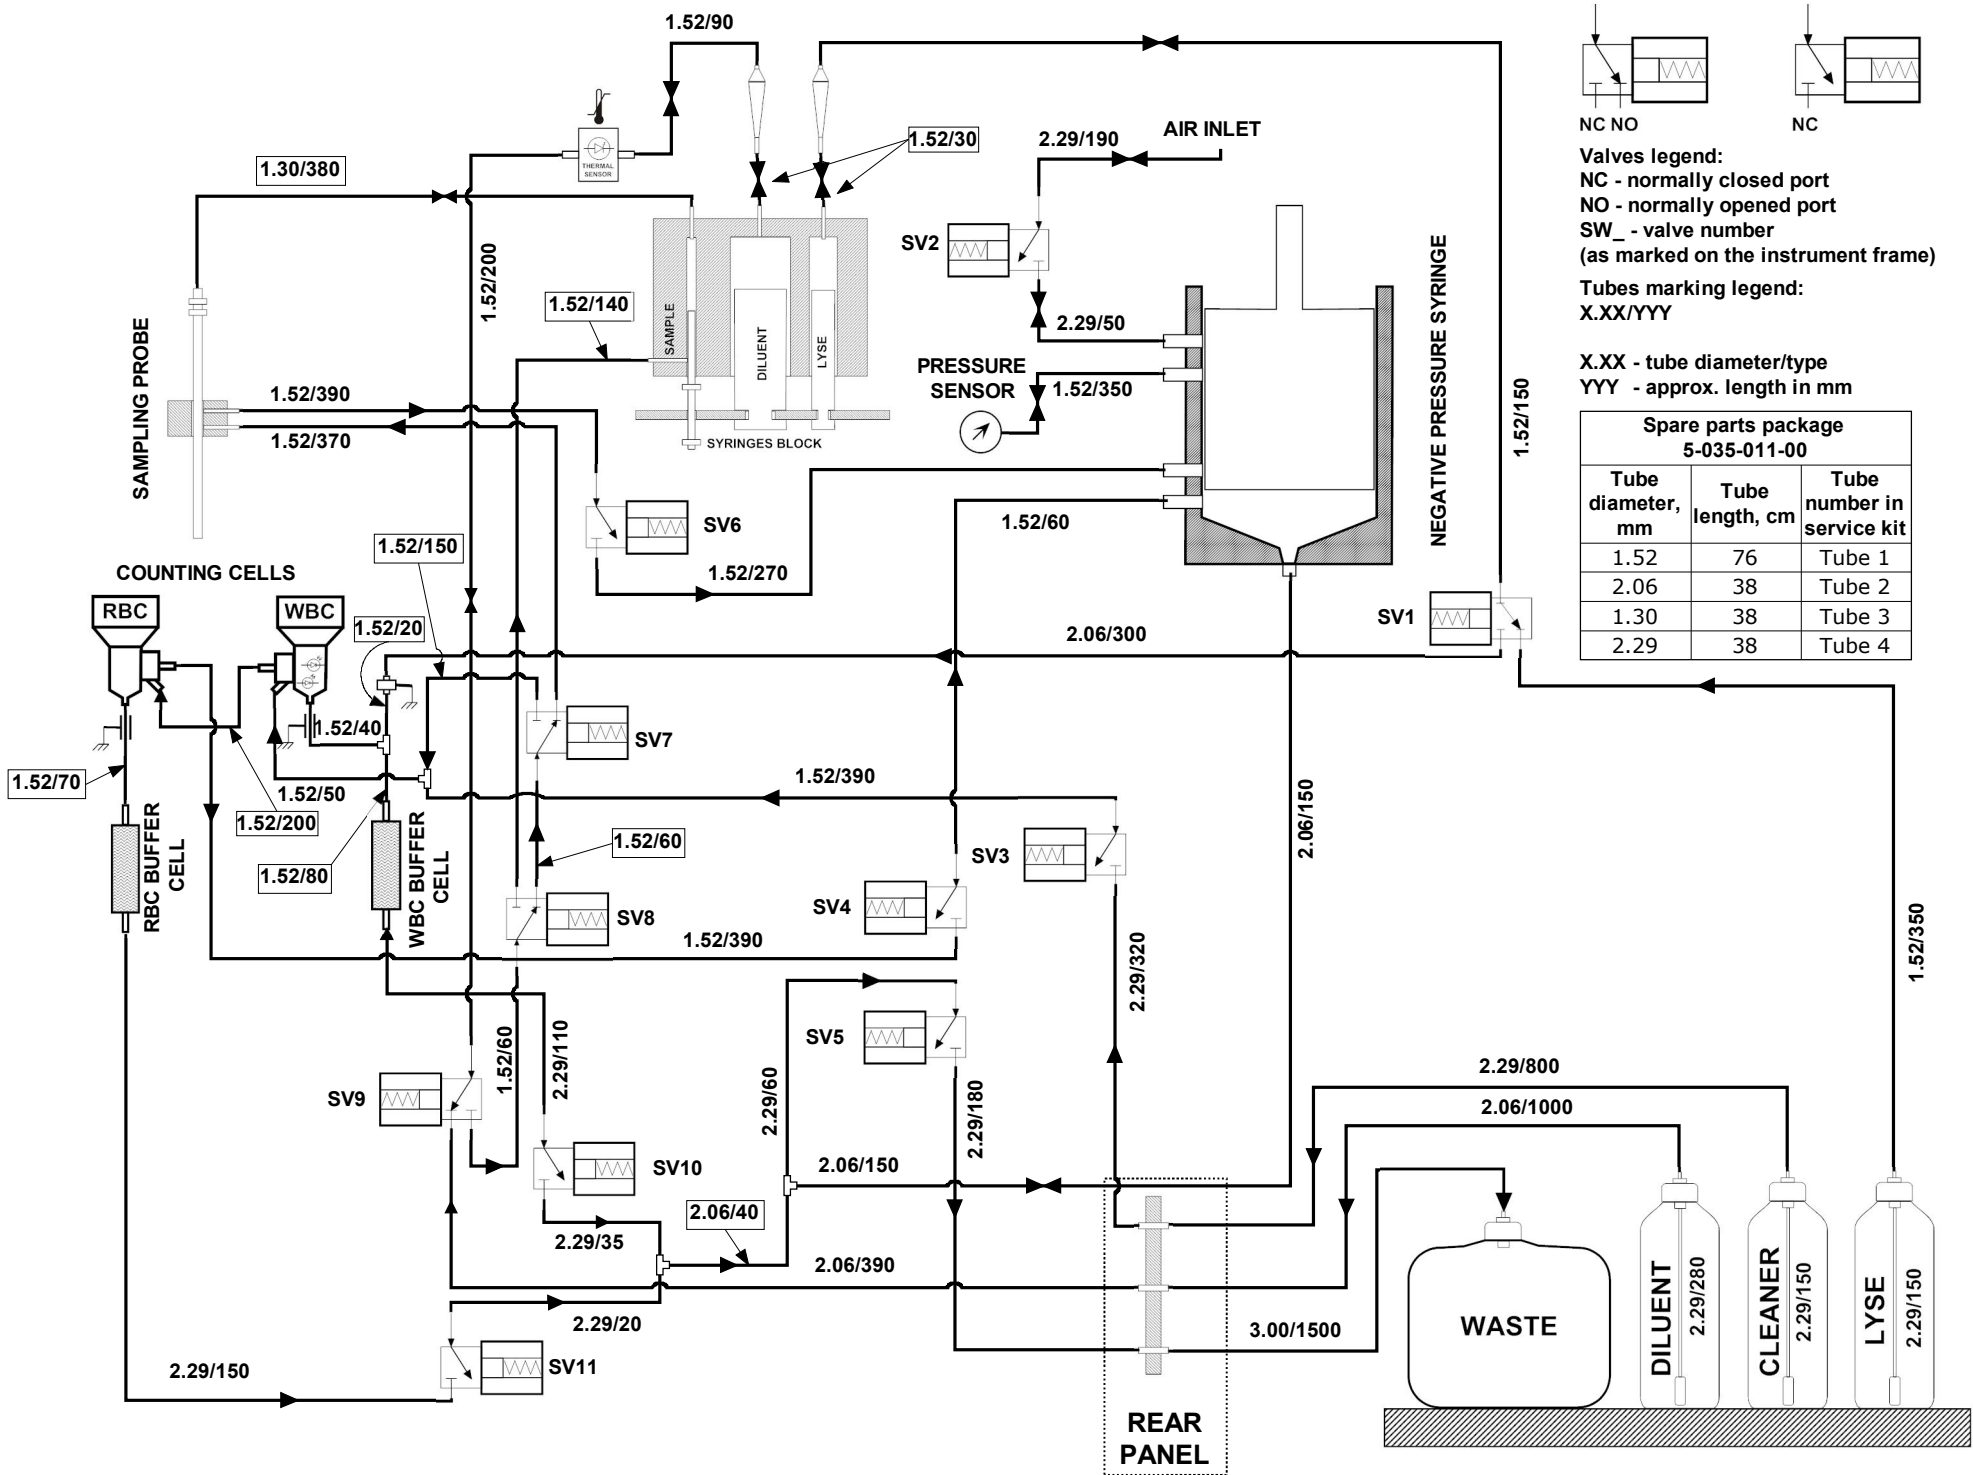 1.52/90
NC NO
NC
Valves legend:
NC - normally closed port
NO - normally opened port
SW_ - valve number
(as marked on the instrument frame)
Tubes marking legend:
X.XX/YYY
X.XX - tube diameter/type
YYY - approx. length in mm
Spare parts package
5-035-011-00
Tube diameter, mm
Tube length, cm
Tube number in service kit
1.52 76 Tube 1
2.06 38 Tube 2
1.30 38 Tube 3
2.29 38 Tube 4
THERMAL
SENSOR
1.30/380
1.52/30
2.29/190
AIR INLET
SV2
2.29/50
1.52/200
1.52/140
SAMPLE
DILUENT
LYSE
SYRINGES BLOCK
PRESSURE
SENSOR
1.52/350
NEGATIVE PRESSURE SYRINGE
1.52/150
SAMPLING PROBE
1.52/390
1.52/370
SV6
1.52/60
1.52/270
1.52/150
COUNTING CELLS
RBC
WBC
1.52/20
2.06/300
SV1
1.52/40
SV7
1.52/70
1.52/50
1.52/200
1.52/390
2.06/150
RBC BUFFER
CELL
1.52/80
WBC BUFFER
CELL
1.52/60
SV3
SV8
SV4
1.52/390
2.29/320
1.52/350
SV5
1.52/60
2.29/110
2.29/60
2.29/180
SV9
2.29/800
2.06/1000
SV10
2.06/150
2.06/40
2.29/35
2.06/390
2.29/20
3.00/1500
WASTE
DILUENT
2.29/280
CLEANER
2.29/150
LYSE
2.29/150
2.29/150
SV11
REAR
PANEL